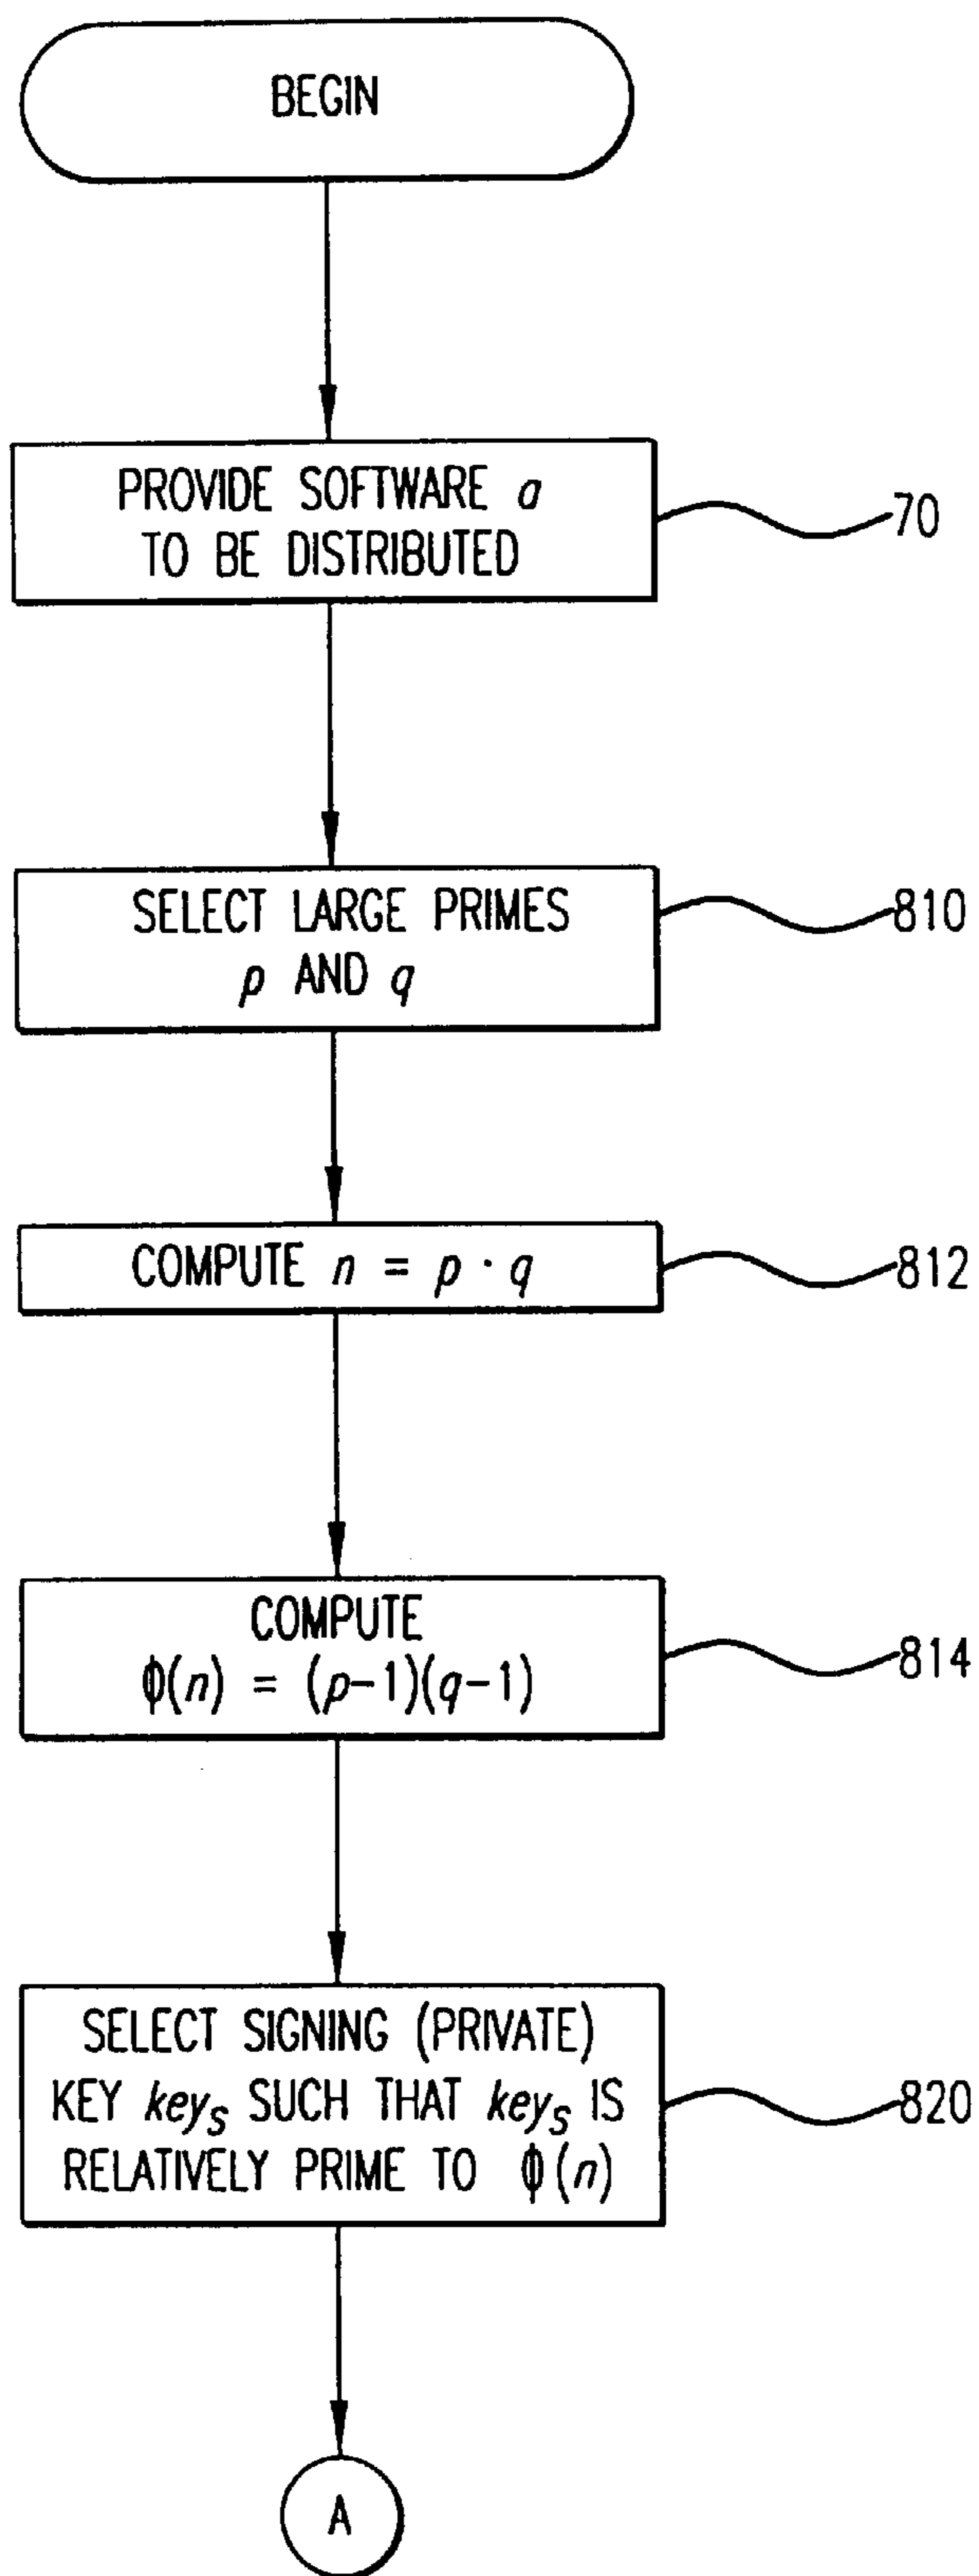 BEGIN
PROVIDE SOFTWARE a
TO BE DISTRIBUTED
70
SELECT LARGE PRIMES
p AND q
810
COMPUTE n = p · q
812
COMPUTE
ϕ(n) = (p-1)(q-1)
814
SELECT SIGNING (PRIVATE)
KEY keyₛ SUCH THAT keyₛ IS
RELATIVELY PRIME TO ϕ(n)
820
A